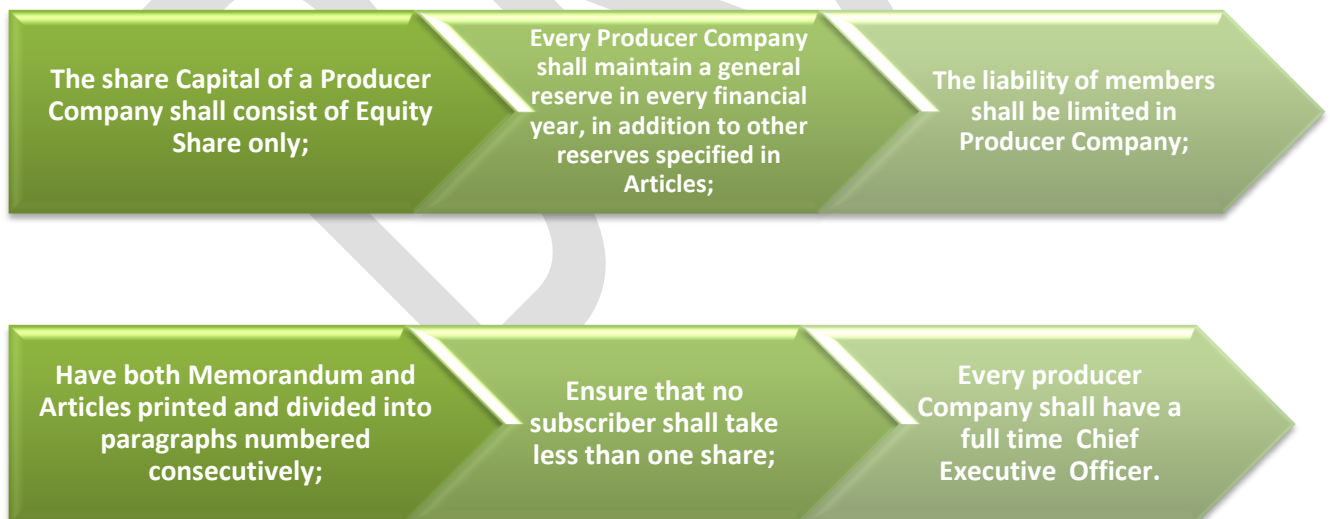 The share Capital of a Producer
Company shall consist of Equity
Share only;
Every Producer Company
shall maintain a general
reserve in every financial
year, in addition to other
reserves specified in
Articles;
The liability of members
shall be limited in
Producer Company;
Have both Memorandum and
Articles printed and divided into
paragraphs numbered
consecutively;
Ensure that no
subscriber shall take
less than one share;
Every producer
Company shall have a
full time  Chief
Executive  Officer.